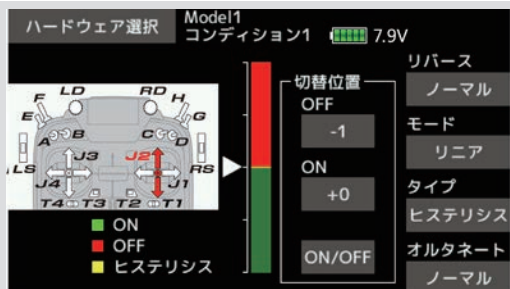 ハードウェア選択
Model1
コンディション1
7.9V
リバース
ノーマル
モード
リニア
タイプ
ヒステリシス
オルタネート
ノーマル
切替位置
OFF
-1
ON
+0
ON/OFF
LD
RD
F
H
E
G
A
B
C
D
J3
J2
LS
RS
J4
J1
T4
T3
T2
T1
ON
OFF
ヒステリシス